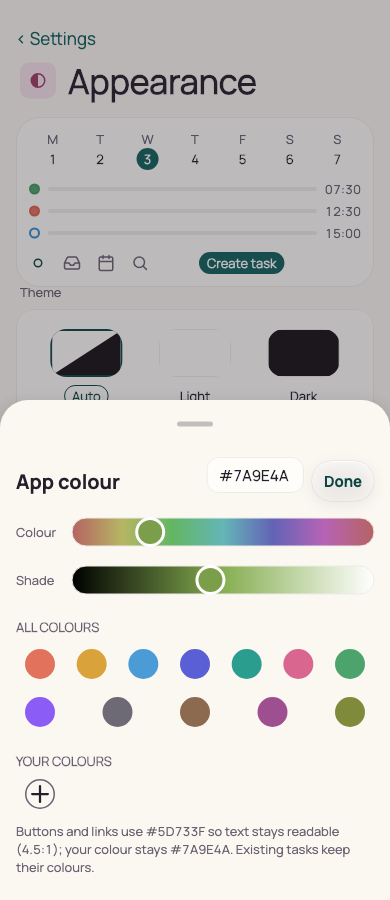 ‹ Settings
Appearance
M T W T F S S
1 2 3 4 5 6 7
07:30
12:30
15:00
Create task
Theme
Auto Light Dark
App colour #7A9E4A Done
Colour
Shade
ALL COLOURS
YOUR COLOURS
Buttons and links use #5D733F so text stays readable
(4.5:1); your colour stays #7A9E4A. Existing tasks keep
their colours.